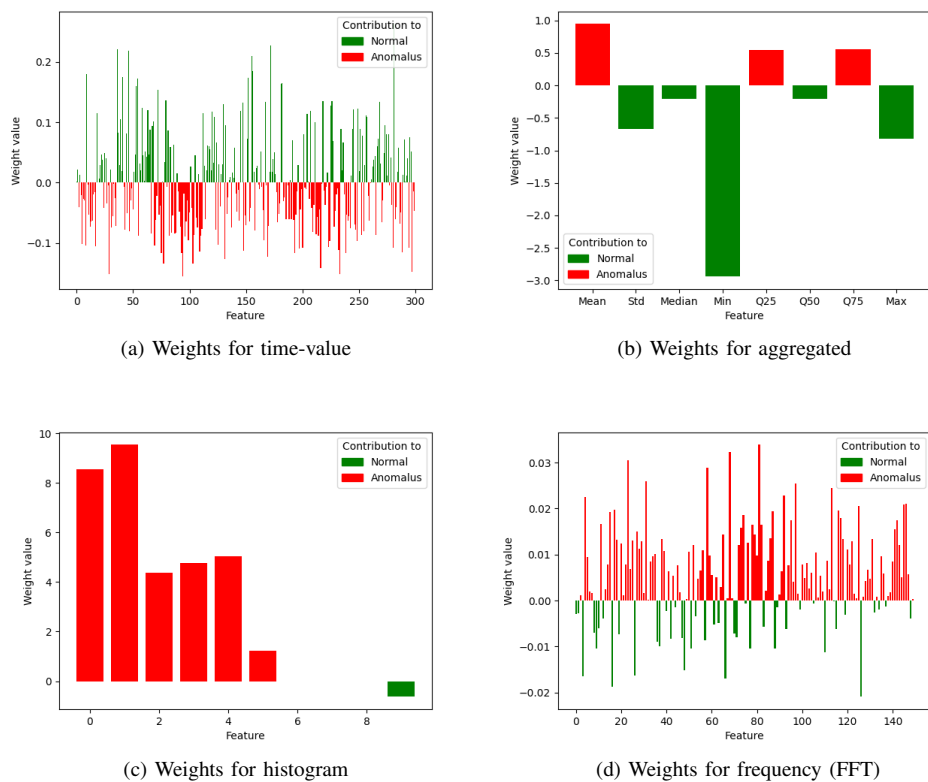 Contribution to
Normal
Anomalus
0.2
0.1
0.0
−0.1
Weight value
0
50
100
150
200
250
300
Feature
(a) Weights for time-value
1.0
0.5
0.0
−0.5
−1.0
−1.5
−2.0
−2.5
−3.0
Weight value
Contribution to
Normal
Anomalus
Mean
Std
Median
Min
Q25
Q50
Q75
Max
Feature
(b) Weights for aggregated
10
8
6
4
2
0
Weight value
Contribution to
Normal
Anomalus
0
2
4
6
8
Feature
(c) Weights for histogram
0.03
0.02
0.01
0.00
−0.01
−0.02
Weight value
Contribution to
Normal
Anomalus
0
20
40
60
80
100
120
140
Feature
(d) Weights for frequency (FFT)